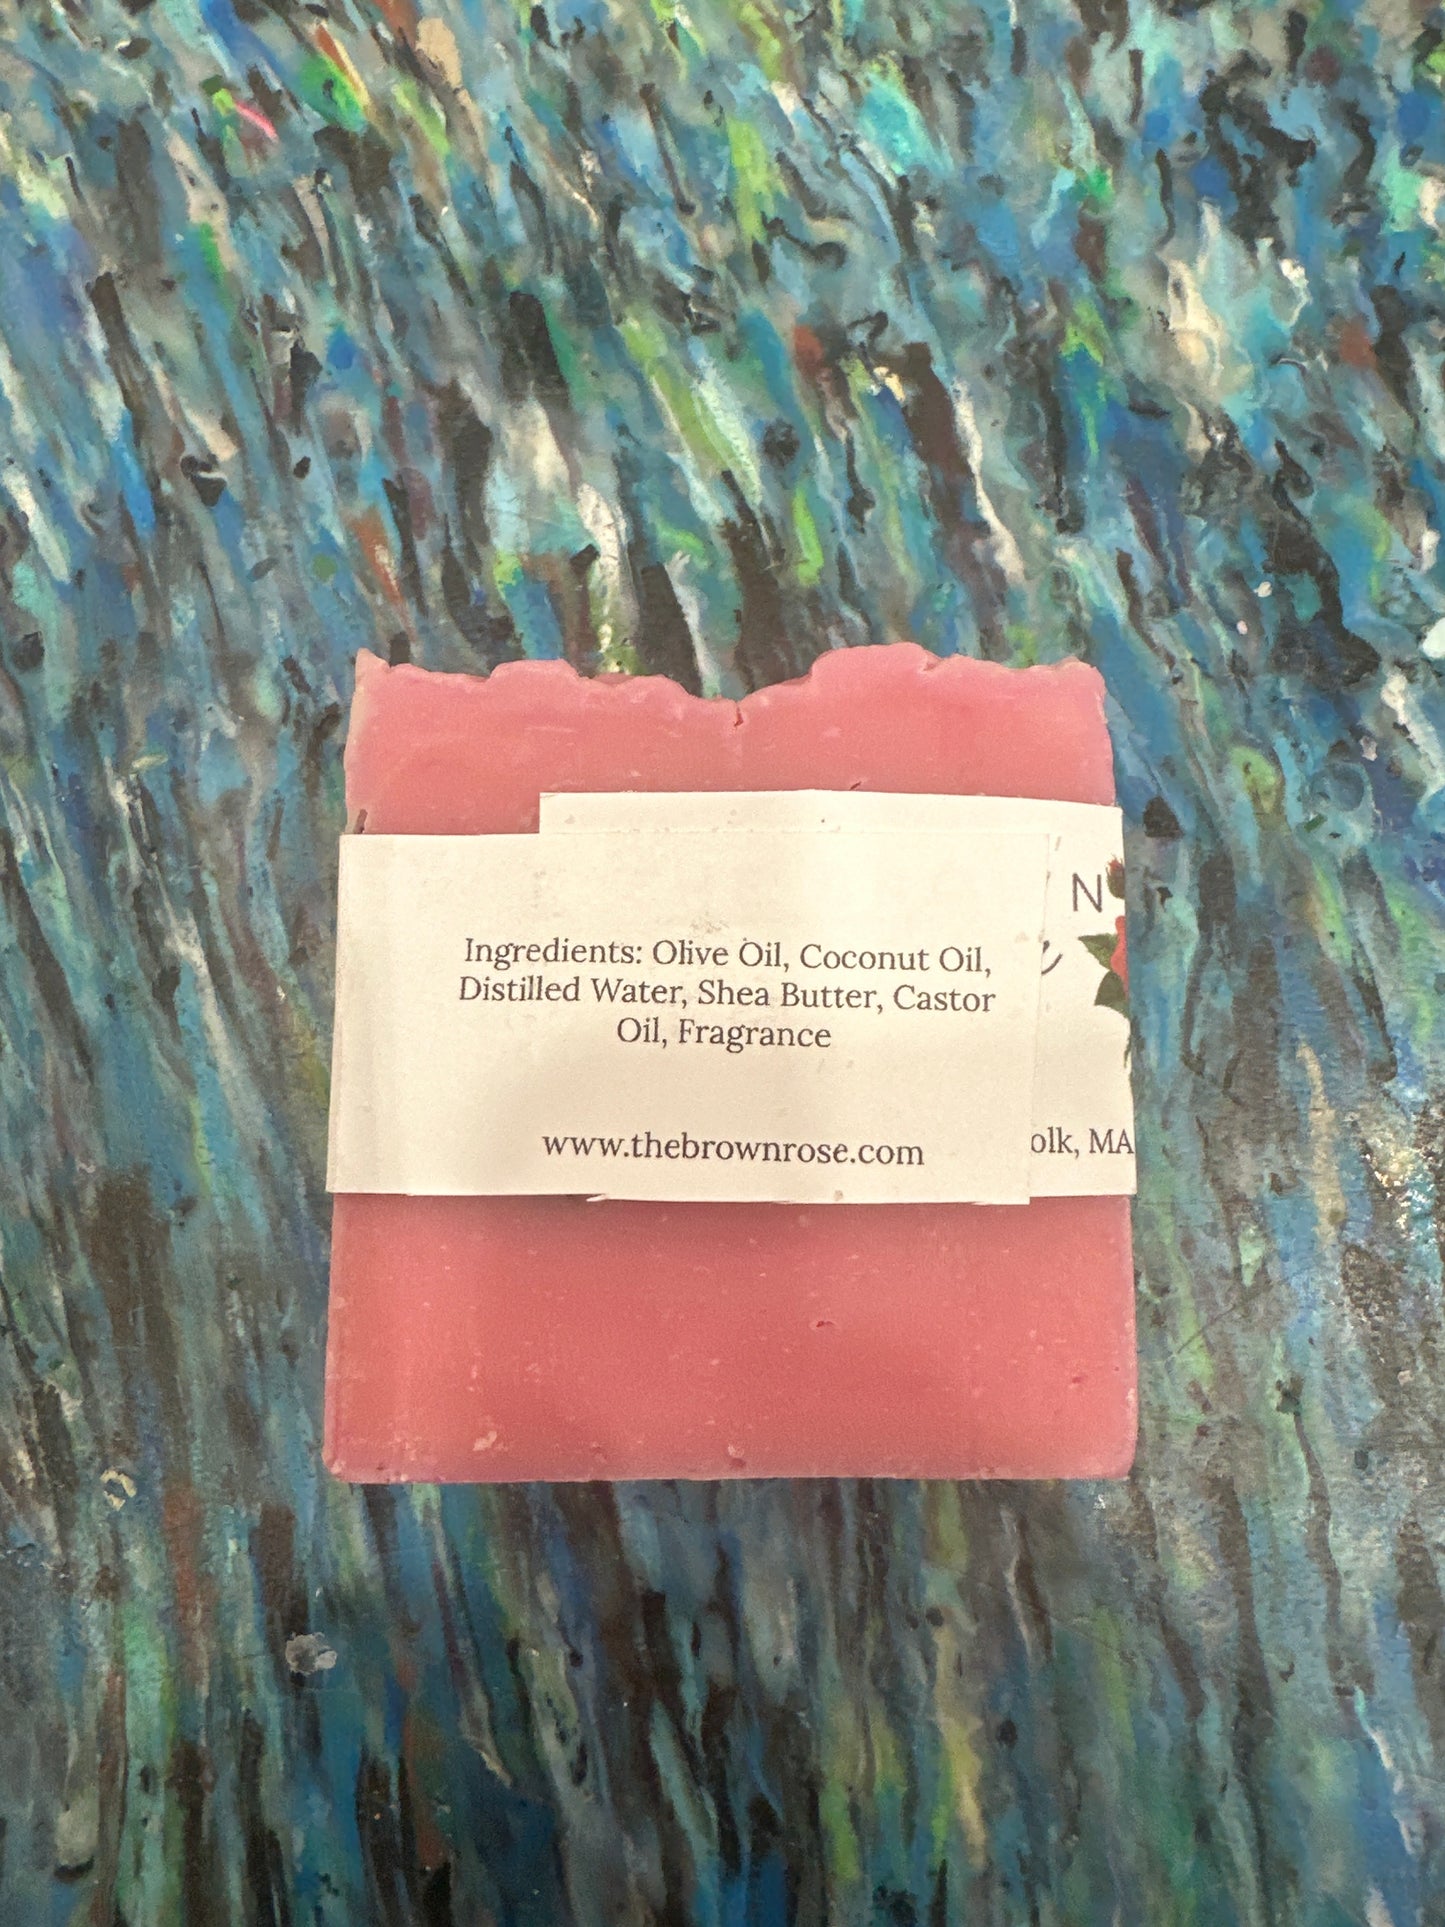 Ingredients: Olive Oil, Coconut Oil,
Distilled Water, Shea Butter, Castor
Oil, Fragrance
www.thebrownrose.com
N
olk, MA